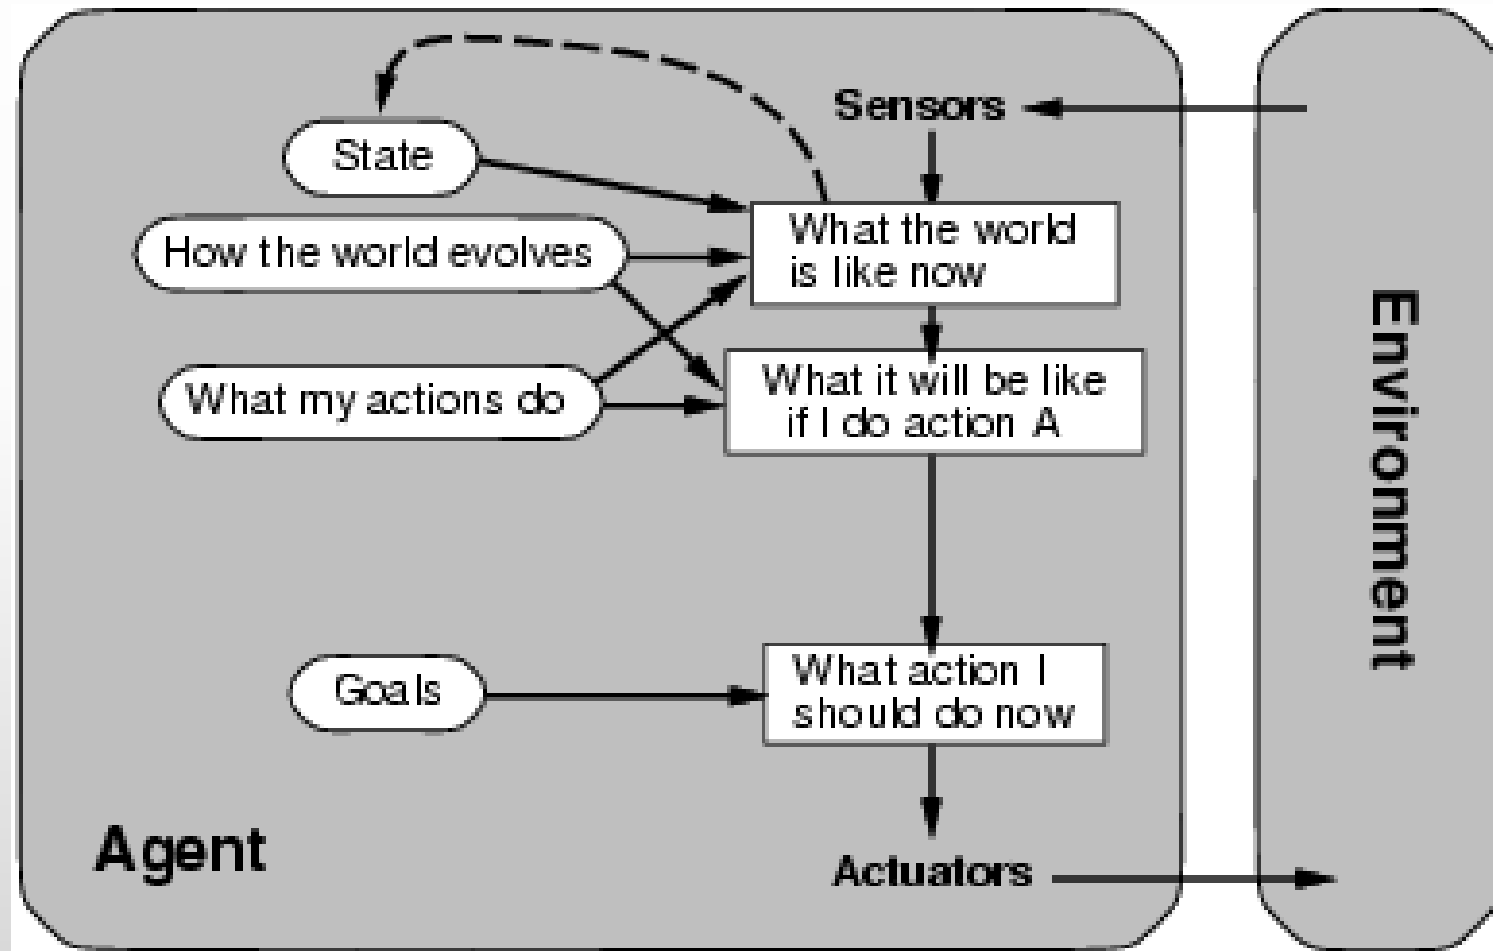 Sensors
State
What the world
is like now
How the world evolves
What it will be like
if I do action A
What my actions do
What action I
should do now
Goals
Agent
Actuators
Environment